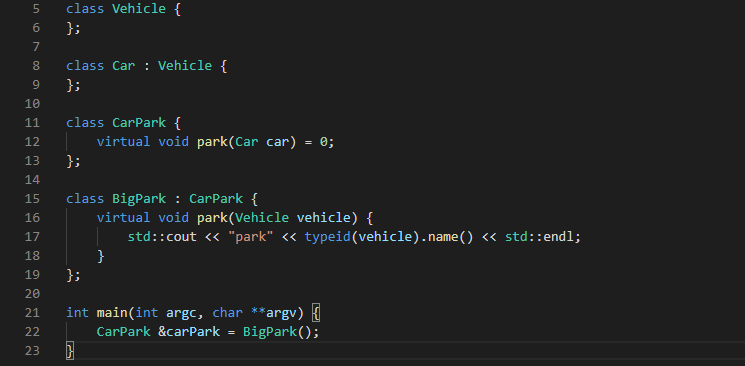 5 class Vehicle {
6 };
7
8 class Car : Vehicle {
9 };
10
11 class CarPark {
12     virtual void park(Car car) = 0;
13 };
14
15 class BigPark : CarPark {
16     virtual void park(Vehicle vehicle) {
17         std::cout << "park" << typeid(vehicle).name() << std::endl;
18     }
19 };
20
21 int main(int argc, char **argv) {
22     CarPark &carPark = BigPark();
23 }